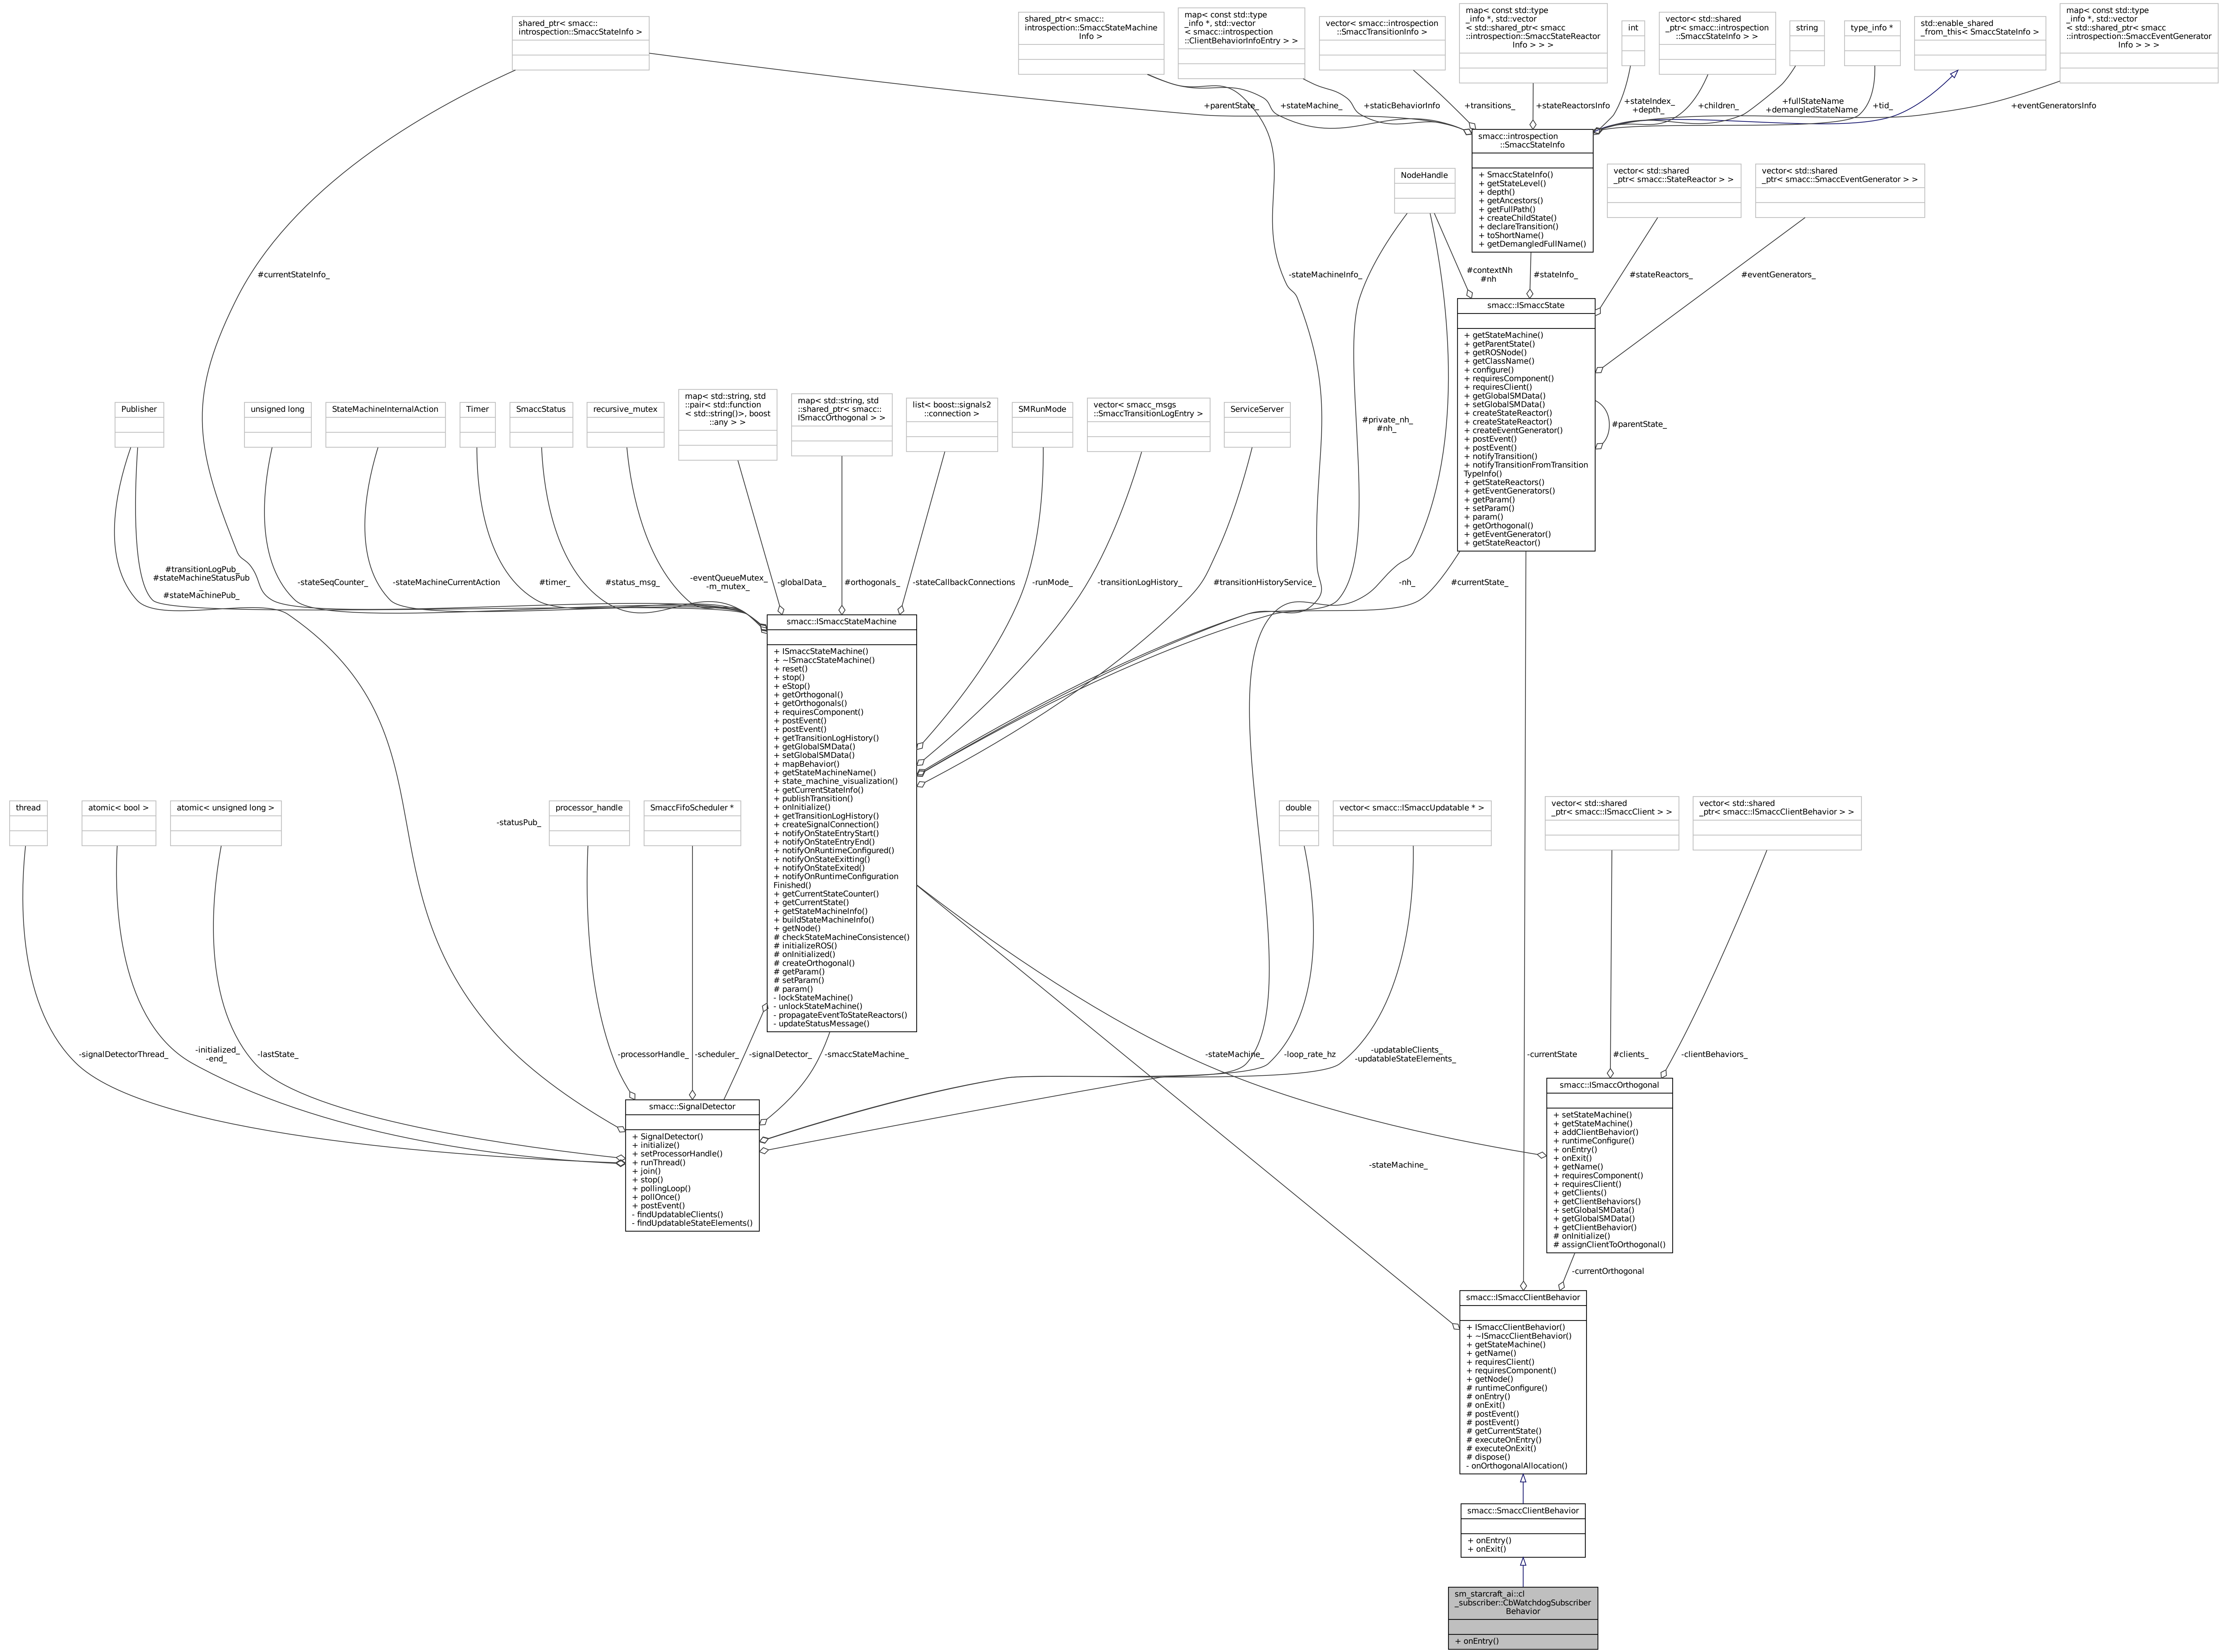 shared_ptr< smacc::
introspection::SmaccStateInfo >
shared_ptr< smacc::
introspection::SmaccStateMachine
Info >
map< const std::type
_info *, std::vector
< smacc::introspection
::ClientBehaviorInfoEntry > >
vector< smacc::introspection
::SmaccTransitionInfo >
map< const std::type
_info *, std::vector
< std::shared_ptr< smacc
::introspection::SmaccStateReactor
Info > > >
int
vector< std::shared
_ptr< smacc::introspection
::SmaccStateInfo > >
string
type_info *
std::enable_shared
_from_this< SmaccStateInfo >
map< const std::type
_info *, std::vector
< std::shared_ptr< smacc
::introspection::SmaccEventGenerator
Info > > >
+parentState_
+stateMachine_
+staticBehaviorInfo
+transitions_
+stateReactorsInfo
+stateIndex_
+depth_
+children_
+fullStateName
+demangledStateName
+tid_
+eventGeneratorsInfo
smacc::introspection
::SmaccStateInfo
+ SmaccStateInfo()
+ getStateLevel()
+ depth()
+ getAncestors()
+ getFullPath()
+ createChildState()
+ declareTransition()
+ toShortName()
+ getDemangledFullName()
NodeHandle
vector< std::shared
_ptr< smacc::StateReactor > >
vector< std::shared
_ptr< smacc::SmaccEventGenerator > >
#currentStateInfo_
-stateMachineInfo_
#contextNh
#nh
#stateInfo_
#stateReactors_
#eventGenerators_
smacc::ISmaccState
+ getStateMachine()
+ getParentState()
+ getROSNode()
+ getClassName()
+ configure()
+ requiresComponent()
+ requiresClient()
+ getGlobalSMData()
+ setGlobalSMData()
+ createStateReactor()
+ createStateReactor()
+ createEventGenerator()
+ postEvent()
+ postEvent()
+ notifyTransition()
+ notifyTransitionFromTransition
TypeInfo()
+ getStateReactors()
+ getEventGenerators()
+ getParam()
+ setParam()
+ param()
+ getOrthogonal()
+ getEventGenerator()
+ getStateReactor()
#parentState_
Publisher
unsigned long
StateMachineInternalAction
Timer
SmaccStatus
recursive_mutex
map< std::string, std
::pair< std::function
< std::string()>, boost
::any > >
map< std::string, std
::shared_ptr< smacc::
ISmaccOrthogonal > >
list< boost::signals2
::connection >
SMRunMode
vector< smacc_msgs
::SmaccTransitionLogEntry >
ServiceServer
#private_nh_
#nh_
#transitionLogPub_
#stateMachineStatusPub
_
#stateMachinePub_
-stateSeqCounter_
-stateMachineCurrentAction
#timer_
#status_msg_
-eventQueueMutex_
-m_mutex_
-globalData_
#orthogonals_
-stateCallbackConnections
-runMode_
-transitionLogHistory_
#transitionHistoryService_
-nh_
#currentState_
smacc::ISmaccStateMachine
+ ISmaccStateMachine()
+ ~ISmaccStateMachine()
+ reset()
+ stop()
+ eStop()
+ getOrthogonal()
+ getOrthogonals()
+ requiresComponent()
+ postEvent()
+ postEvent()
+ getTransitionLogHistory()
+ getGlobalSMData()
+ setGlobalSMData()
+ mapBehavior()
+ getStateMachineName()
+ state_machine_visualization()
+ getCurrentStateInfo()
+ publishTransition()
+ onInitialize()
+ getTransitionLogHistory()
+ createSignalConnection()
+ notifyOnStateEntryStart()
+ notifyOnStateEntryEnd()
+ notifyOnRuntimeConfigured()
+ notifyOnStateExitting()
+ notifyOnStateExited()
+ notifyOnRuntimeConfiguration
Finished()
+ getCurrentStateCounter()
+ getCurrentState()
+ getStateMachineInfo()
+ buildStateMachineInfo()
+ getNode()
# checkStateMachineConsistence()
# initializeROS()
# onInitialized()
# createOrthogonal()
# getParam()
# setParam()
# param()
- lockStateMachine()
- unlockStateMachine()
- propagateEventToStateReactors()
- updateStatusMessage()
thread
atomic< bool >
atomic< unsigned long >
-statusPub_
processor_handle
SmaccFifoScheduler *
double
vector< smacc::ISmaccUpdatable * >
vector< std::shared
_ptr< smacc::ISmaccClient > >
vector< std::shared
_ptr< smacc::ISmaccClientBehavior > >
-signalDetectorThread_
-initialized_
-end_
-lastState_
-processorHandle_
-scheduler_
-signalDetector_
-smaccStateMachine_
-stateMachine_
-loop_rate_hz
-updatableClients_
-updatableStateElements_
-currentState
#clients_
-clientBehaviors_
smacc::SignalDetector
+ SignalDetector()
+ initialize()
+ setProcessorHandle()
+ runThread()
+ join()
+ stop()
+ pollingLoop()
+ pollOnce()
+ postEvent()
- findUpdatableClients()
- findUpdatableStateElements()
-stateMachine_
smacc::ISmaccOrthogonal
+ setStateMachine()
+ getStateMachine()
+ addClientBehavior()
+ runtimeConfigure()
+ onEntry()
+ onExit()
+ getName()
+ requiresComponent()
+ requiresClient()
+ getClients()
+ getClientBehaviors()
+ setGlobalSMData()
+ getGlobalSMData()
+ getClientBehavior()
# onInitialize()
# assignClientToOrthogonal()
-currentOrthogonal
smacc::ISmaccClientBehavior
+ ISmaccClientBehavior()
+ ~ISmaccClientBehavior()
+ getStateMachine()
+ getName()
+ requiresClient()
+ requiresComponent()
+ getNode()
# runtimeConfigure()
# onEntry()
# onExit()
# postEvent()
# postEvent()
# getCurrentState()
# executeOnEntry()
# executeOnExit()
# dispose()
- onOrthogonalAllocation()
smacc::SmaccClientBehavior
+ onEntry()
+ onExit()
sm_starcraft_ai::cl
_subscriber::CbWatchdogSubscriber
Behavior
+ onEntry()